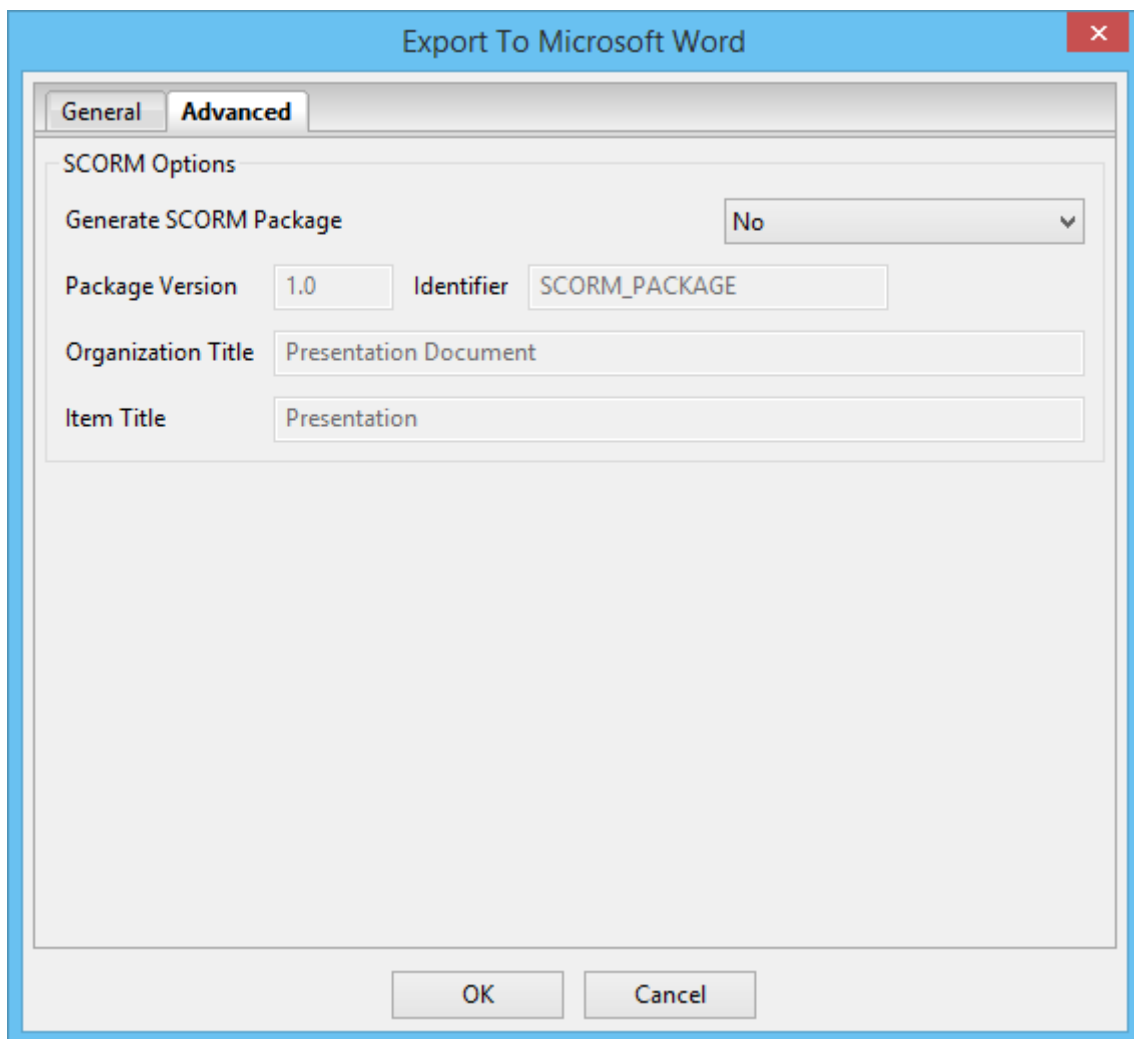 Export To Microsoft Word
General Advanced
SCORM Options
Generate SCORM Package No
Package Version 1.0 Identifier SCORM_PACKAGE
Organization Title Presentation Document
Item Title Presentation
OK Cancel